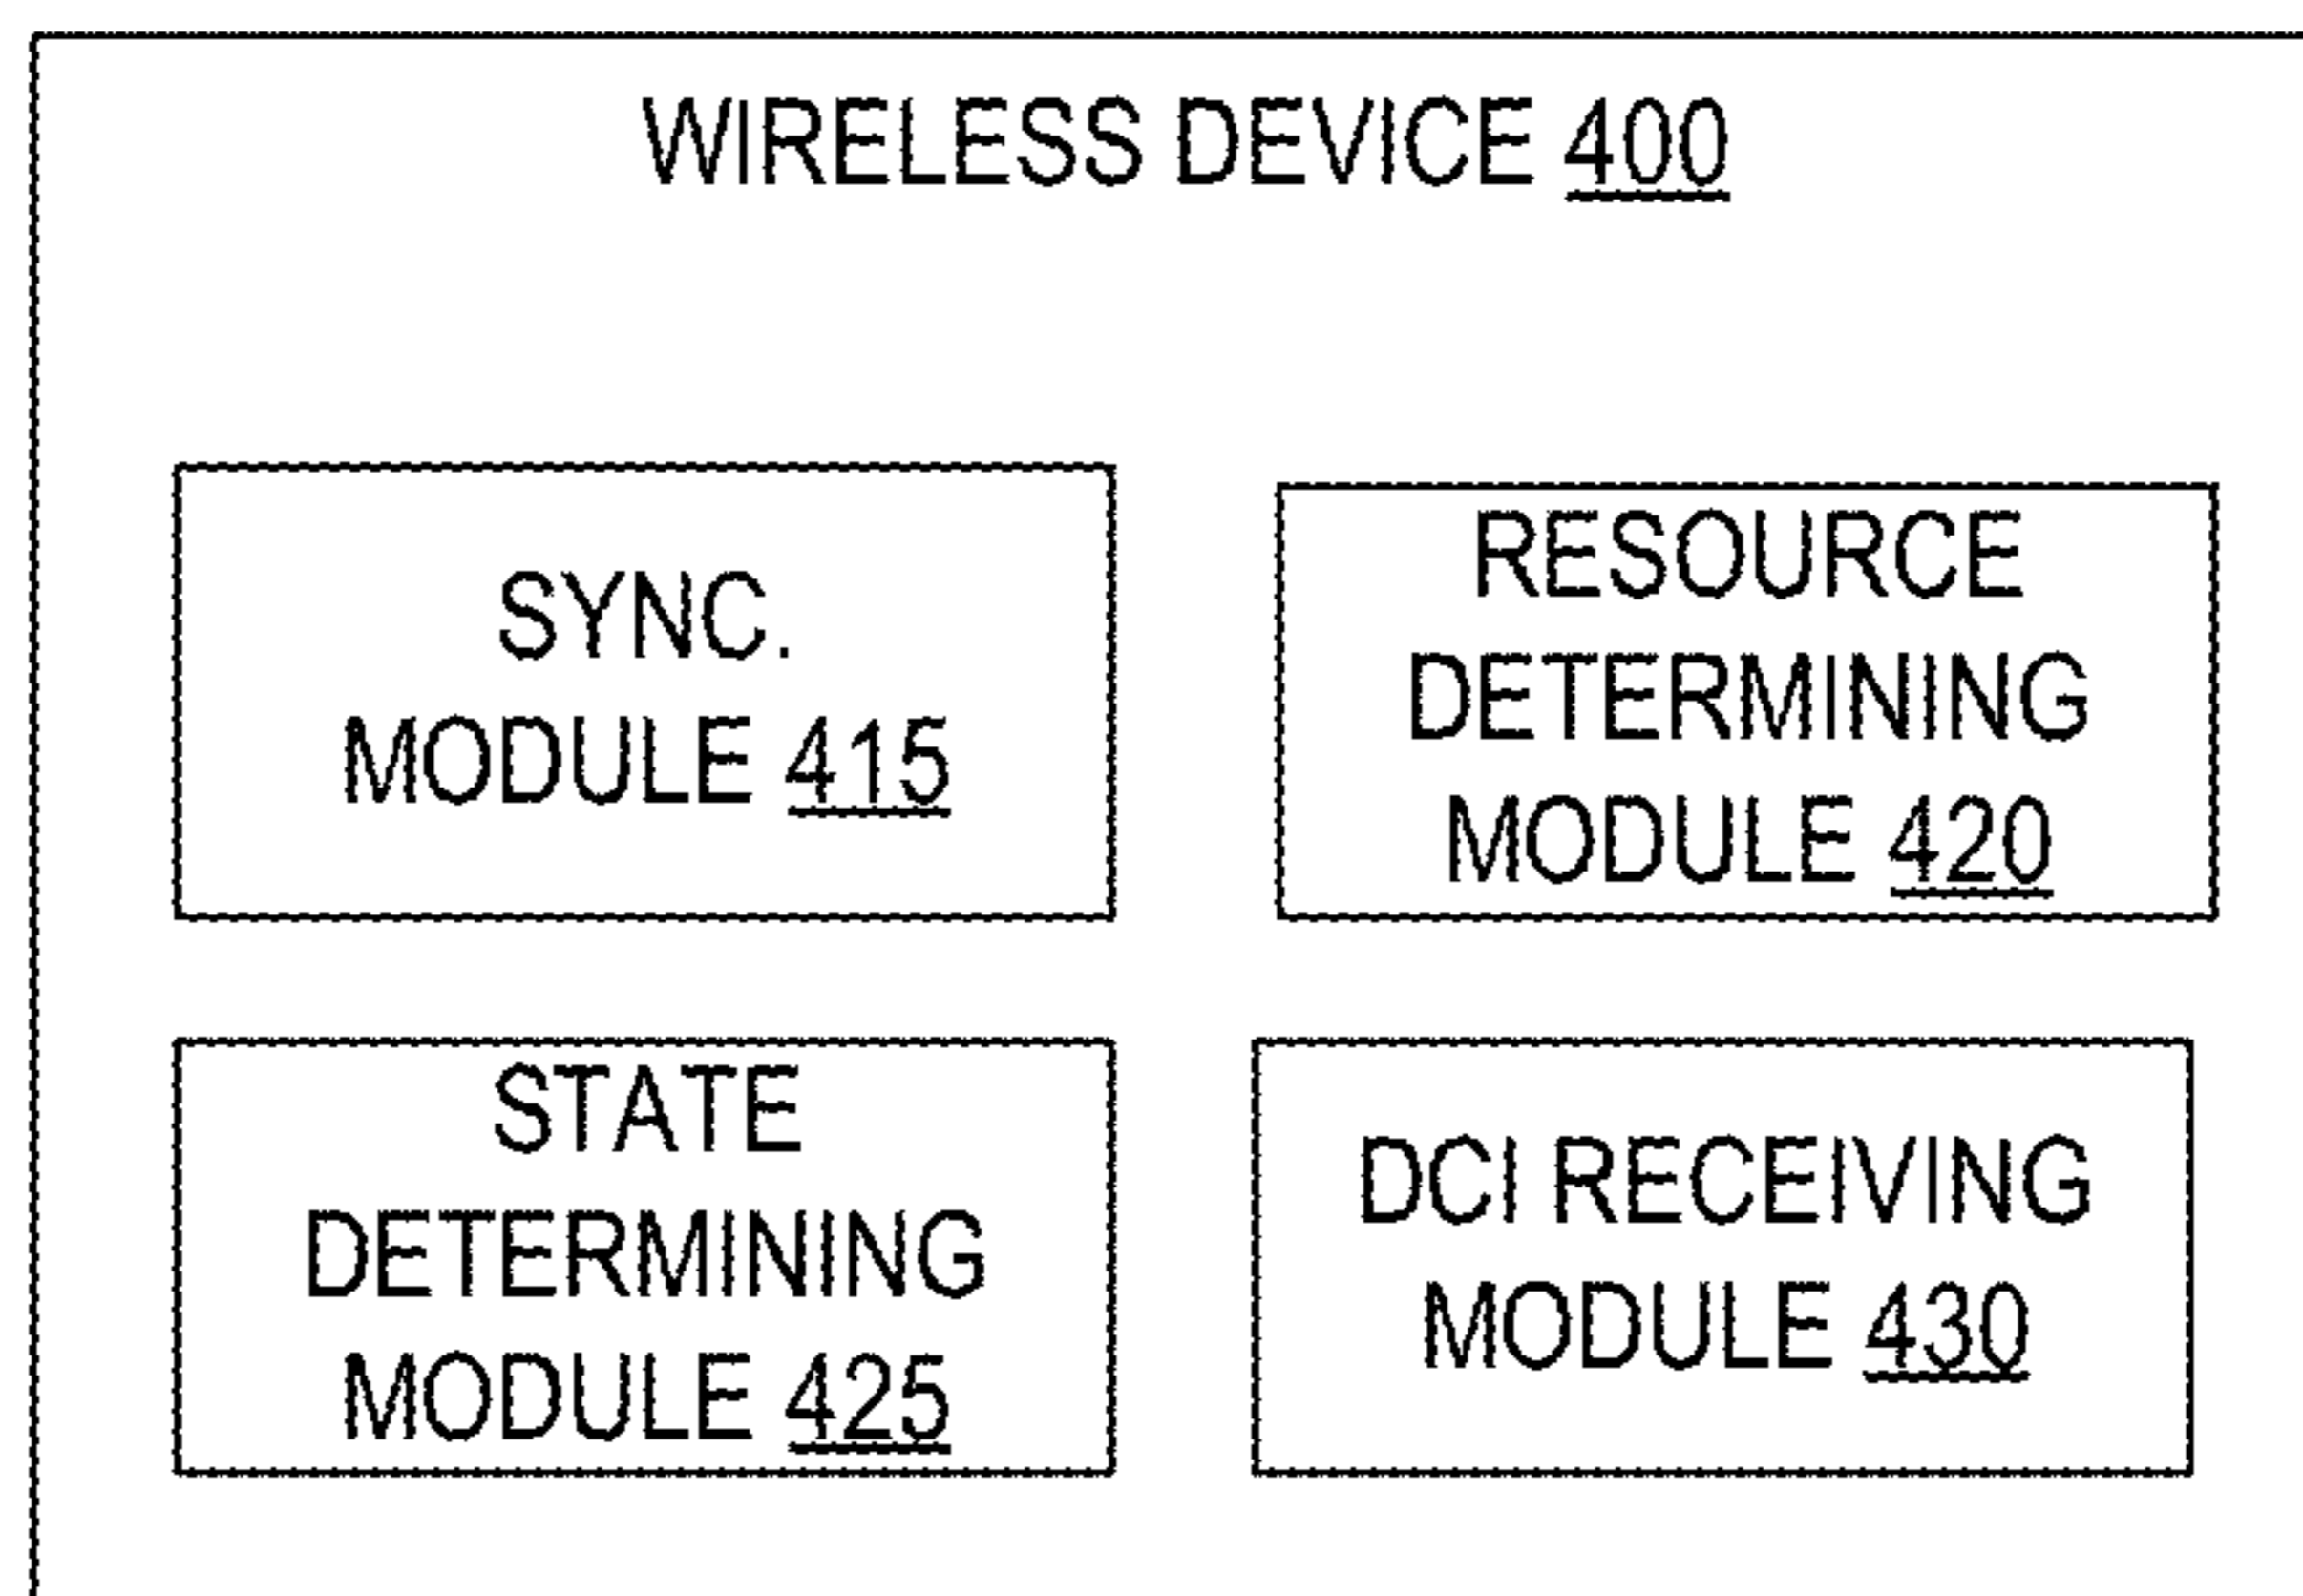 WIRELESS DEVICE 400
SYNC.
MODULE 415
RESOURCE
DETERMINING
MODULE 420
STATE
DETERMINING
MODULE 425
DCI RECEIVING
MODULE 430